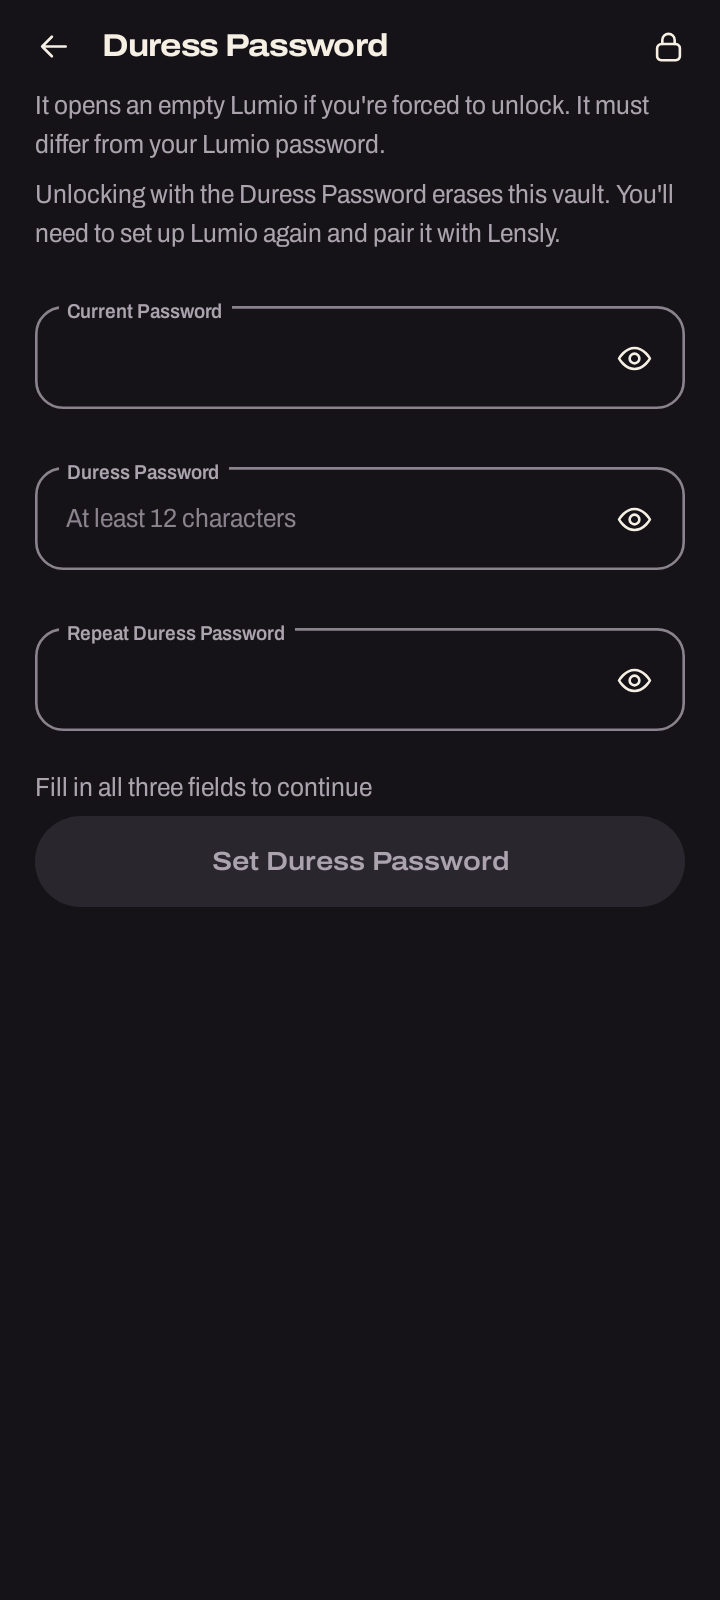 Duress Password
It opens an empty Lumio if you're forced to unlock. It must
differ from your Lumio password.
Unlocking with the Duress Password erases this vault. You'll
need to set up Lumio again and pair it with Lensly.
Current Password
Duress Password
At least 12 characters
Repeat Duress Password
Fill in all three fields to continue
Set Duress Password